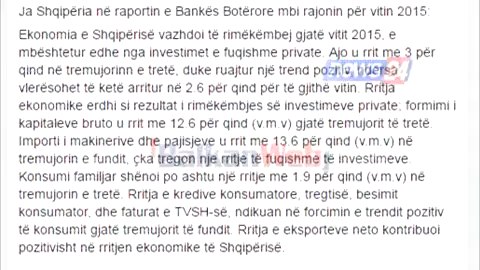 Ja Shqipëria në raportin e Bankës Botërore mbi rajonin për vitin 2015:
Ekonomia e Shqipërisë vazhdoi të rimëkëmbej gjatë vitit 2015, e
mbështetur edhe nga investimet e fuqishme private. Ajo u rrit me 3 për
qind në tremujorin e tretë, duke ruajtur një trend pozitiv, ndërsa
vlerësohet të ketë arritur në 2.6 për qind për të gjithë vitin. Rritja
ekonomike erdhi si rezultat i rimëkëmbjes së investimeve private; formimi i
kapitaleve bruto u rrit me 12.6 për qind (v.m.v) gjatë tremujorit të tretë.
Importi i makinerive dhe pajisjeve u rrit me 13.6 për qind (v.m.v) në
tremujorin e fundit, çka tregon një rritje të fuqishme të investimeve.
Konsumi familjar shënoi po ashtu një rritje me 1.9 për qind (v.m.v) në
tremujorin e tretë. Rritja e kredive konsumatore, tregtisë, besimit
konsumator, dhe faturat e TVSH-së, ndikuan në forcimin e trendit pozitiv
të konsumit gjatë tremujorit të fundit. Rritja e eksporteve neto kontribuoi
pozitivisht në rritjen ekonomike të Shqipërisë.
news24
BalkanWeb